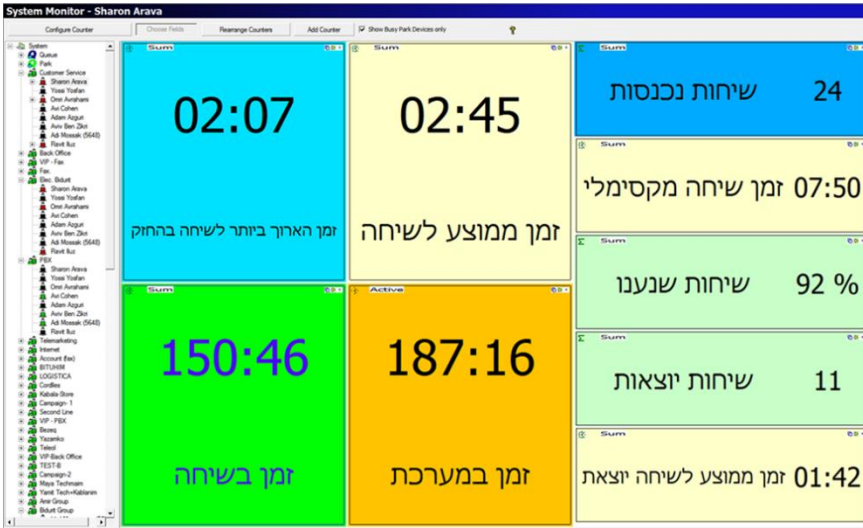 System Monitor - Sharon Arava
Configure Counter
Choose Fields
Rearrange Counters
Add Counter
Show Busy Park Devices only
?
System
Queue
Park
Customer Service
Sharon Arava
Yossi Yosfan
Omri Avrahami
Avi Cohen
Adam Azguri
Aviv Ben Zikri
Adi Mossak (5648)
Ravit Iluz
Back Office
VIP - Fax
Fax
Elec. Bidurit
Sharon Arava
Yossi Yosfan
Omri Avrahami
Avi Cohen
Adam Azguri
Aviv Ben Zikri
Adi Mossak (5648)
Ravit Iluz
PBX
Sharon Arava
Yossi Yosfan
Omri Avrahami
Avi Cohen
Adam Azguri
Aviv Ben Zikri
Adi Mossak (5648)
Ravit Iluz
Telemarketing
Internet
Account (fax)
BITUHIM
LOGISTICA
Cordless
Kabala-Store
Campaign- 1
Second Line
VIP - PBX
Bezeq
Yazamko
Teleol
VIP-Back Office
TEST-B
Campaign-2
Maya Techmaim
Yamit Tech+Kablanim
Amir Group
Bidurit Group
Sum
02:07
זמן הארוך ביותר לשיחה בהחזק
Sum
02:45
זמן ממוצע לשיחה
Sum
150:46
זמן בשיחה
Active
187:16
זמן במערכת
Sum
שיחות נכנסות 24
Sum
זמן שיחה מקסימלי 07:50
Sum
שיחות שנענו 92 %
Sum
שיחות יוצאות 11
Sum
זמן ממוצע לשיחה יוצאת 01:42